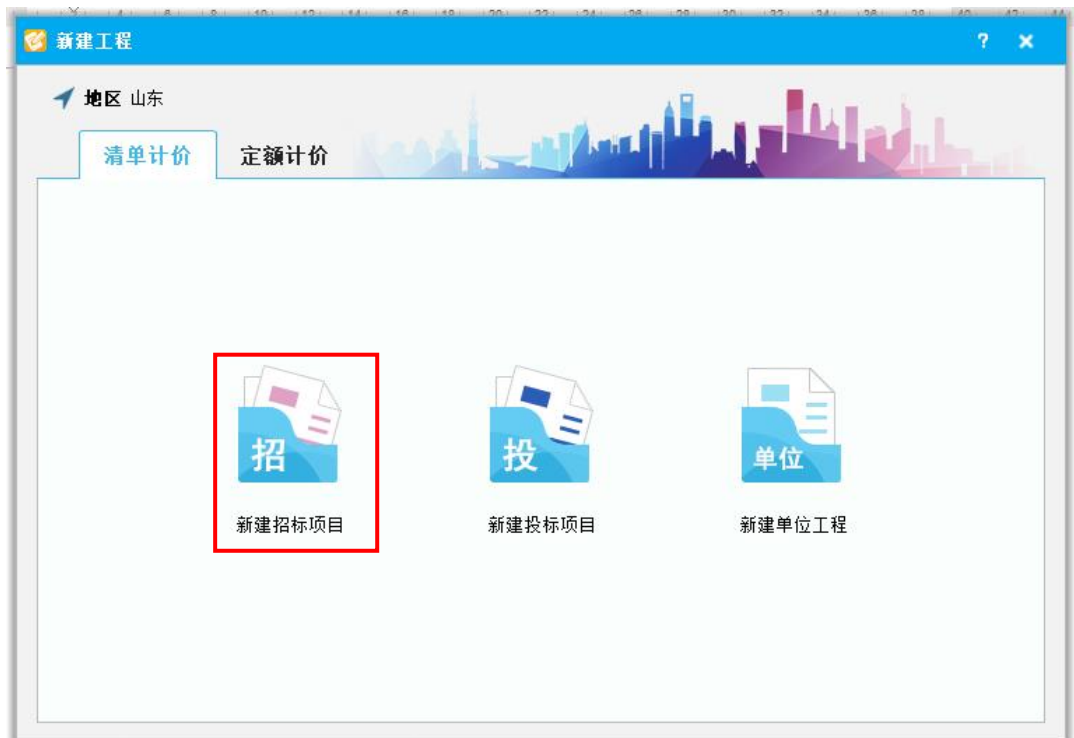 新建工程 ? ×
地区 山东
清单计价 定额计价
招 投 单位
新建招标项目 新建投标项目 新建单位工程